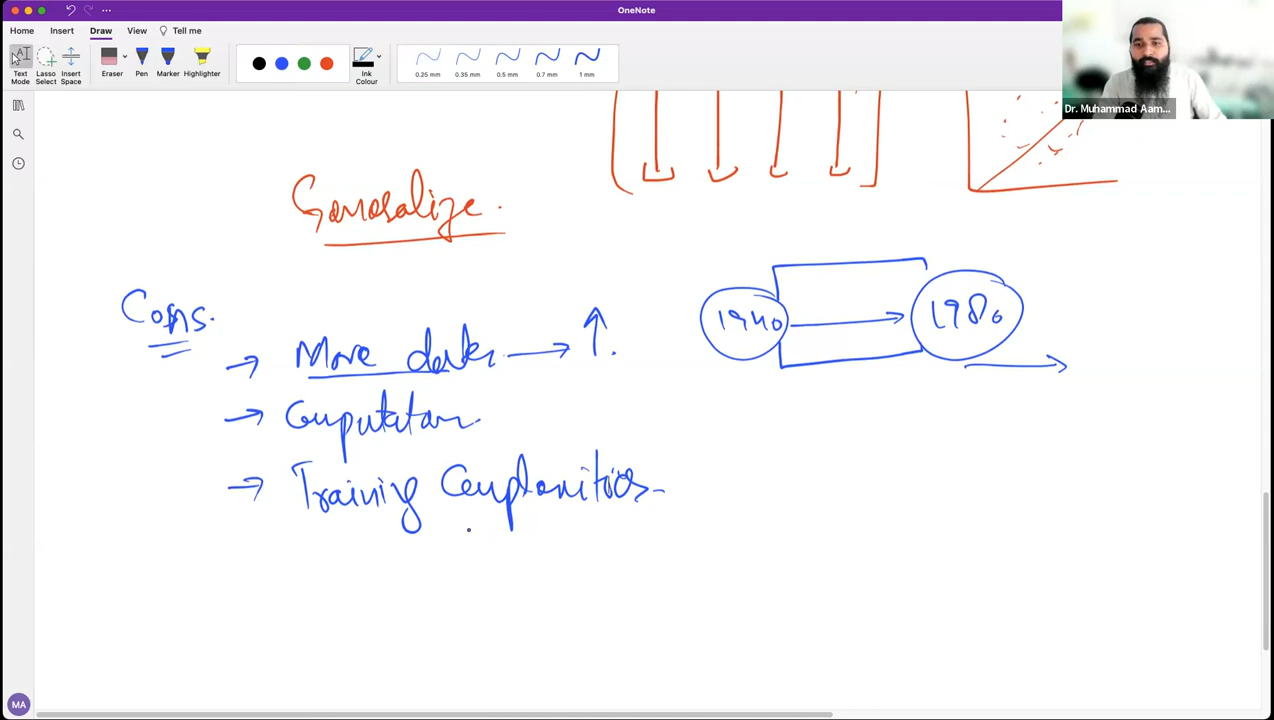 OneNote
Home Insert Draw View Tell me
Text Mode
Lasso Select
Insert Space
Eraser
Pen
Marker
Highlighter
Ink Colour
0.25 mm
0.35 mm
0.5 mm
0.7 mm
1 mm
Dr. Muhammad Aam...
Generalize.
Cons.
1940 → 1980 →
→ More data → ↑
→ Computation
→ Training Complexities
MA